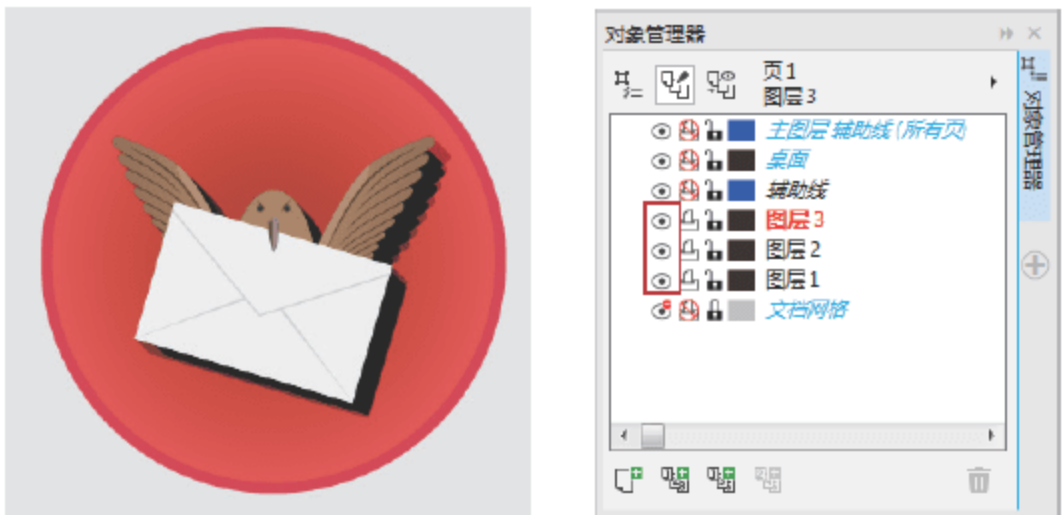 对象管理器
页1
图层3
主图层 辅助线 (所有页)
桌面
辅助线
图层 3
图层 2
图层 1
文档网格
对象管理器